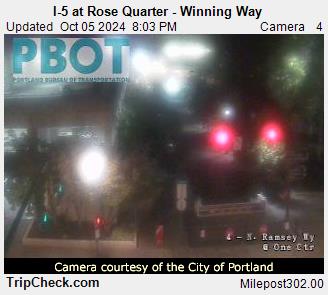 I-5 at Rose Quarter - Winning Way
Updated Oct 05 2024 8:03 PM Camera 4
PBOT
PORTLAND BUREAU OF TRANSPORTATION
4 - N. Ramsey Wy
@ One Ctr
Camera courtesy of the City of Portland
TripCheck.com Milepost302.00